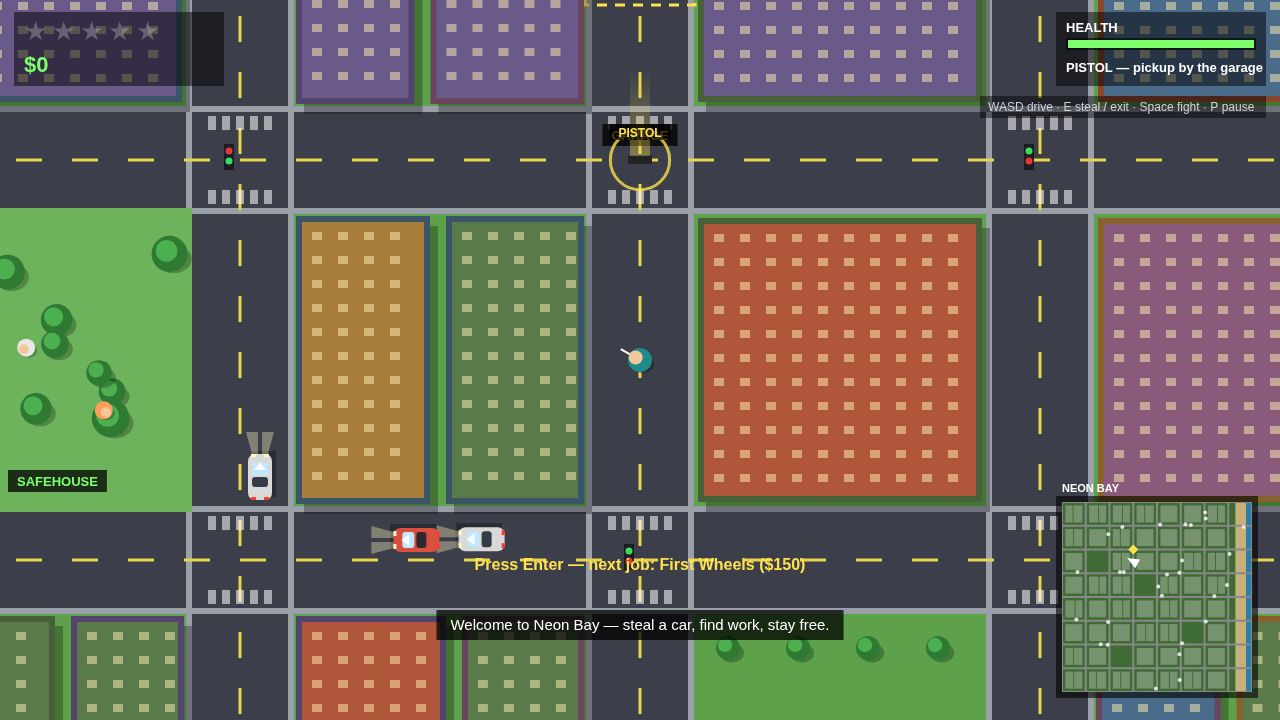 $0
HEALTH
PISTOL — pickup by the garage
WASD drive · E steal / exit · Space fight · P pause
PISTOL
SAFEHOUSE
NEON BAY
Press Enter — next job: First Wheels ($150)
Welcome to Neon Bay — steal a car, find work, stay free.